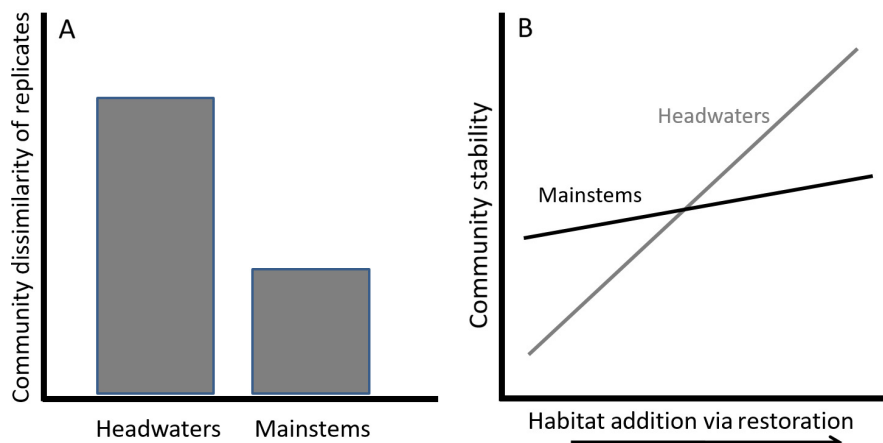 A
Community dissimilarity of replicates
Headwaters
Mainstems
B
Community stability
Headwaters
Mainstems
Habitat addition via restoration